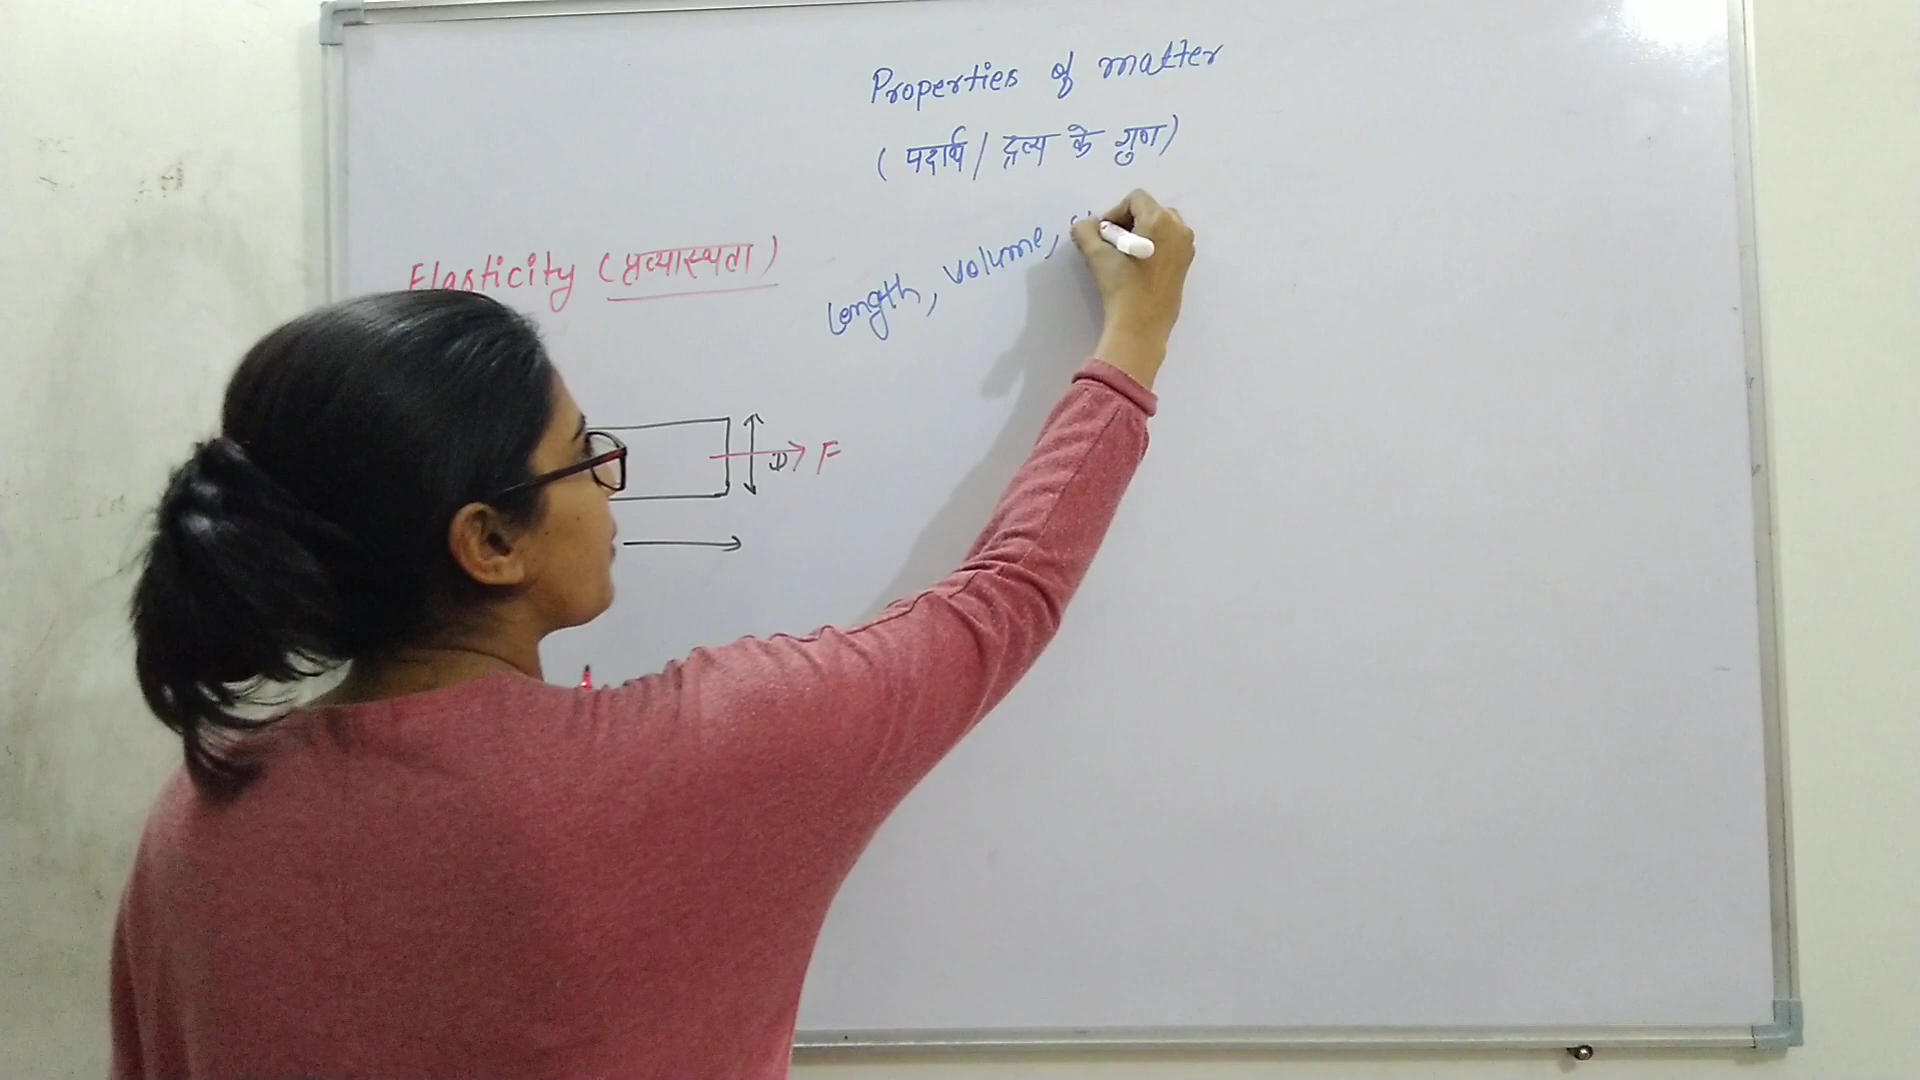 Properties of matter
(पदार्थ / द्रव्य के गुण)
Elasticity (प्रत्यास्थता)
Length, volume,
D
F